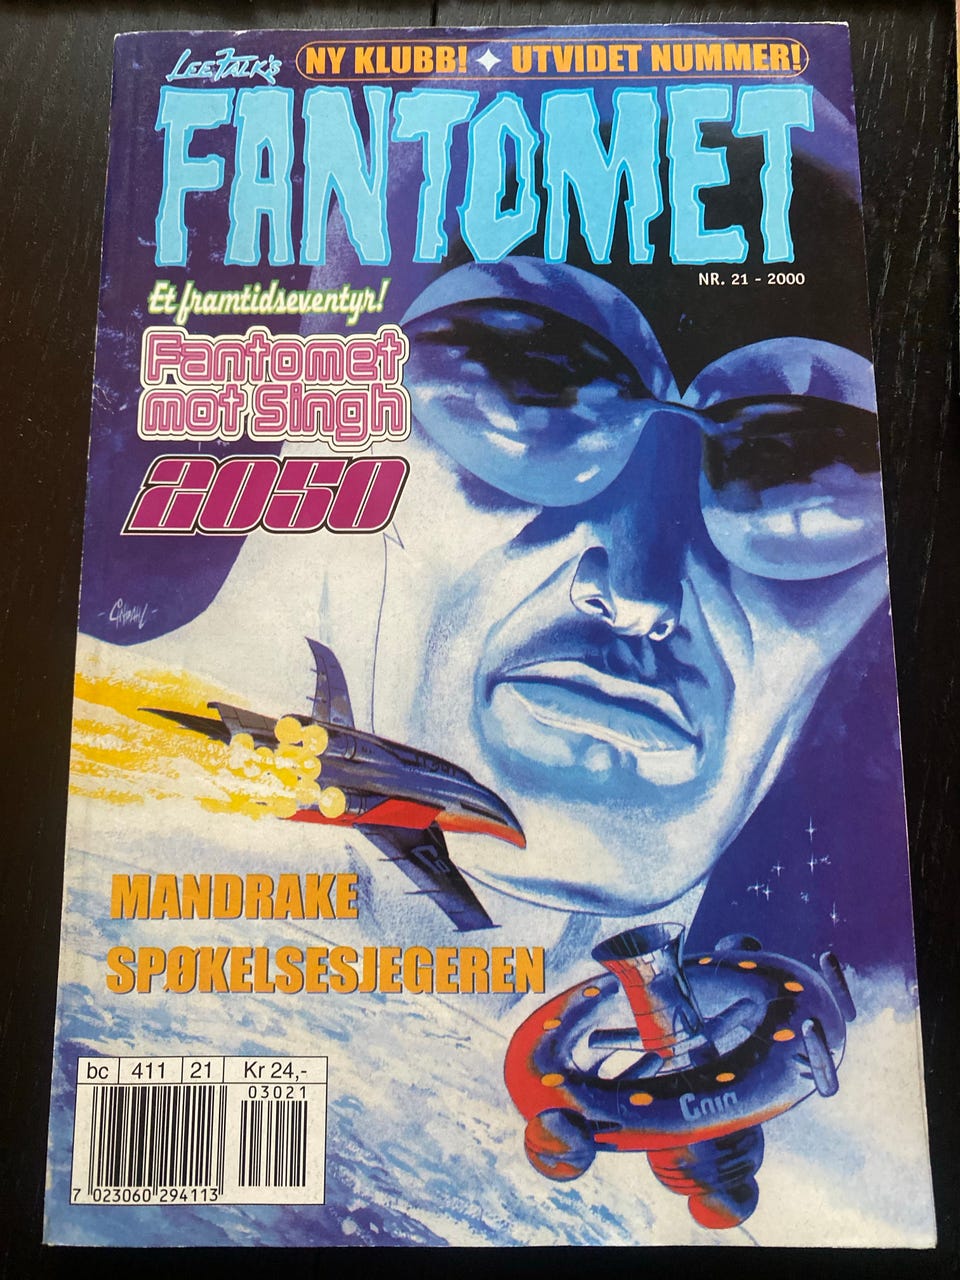 Lee Falk's
NY KLUBB! ✦ UTVIDET NUMMER!
FANTOMET
NR. 21 - 2000
Et framtidseventyr!
Fantomet
mot Singh
2050
MANDRAKE
SPØKELSESJEGEREN
bc 411 21 Kr 24,-
03021
7 023060 294113